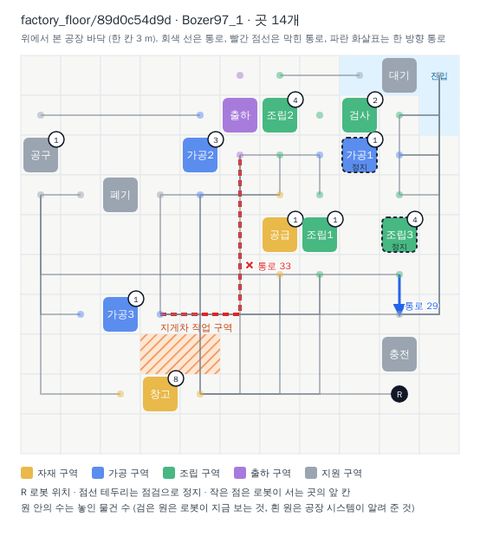 factory_floor/89d0c54d9d · Bozer97_1 · 곳 14개
위에서 본 공장 바닥 (한 칸 3 m). 회색 선은 통로, 빨간 점선은 막힌 통로, 파란 화살표는 한 방향 통로
대기
전립
출하
조립2
4
검사
2
공구
1
가공2
3
가공1
1
정지
폐기
공급
1
조립1
1
조립3
4
정지
통로 33
가공3
1
통로 29
지게차 작업 구역
충전
창고
8
R
자재 구역
가공 구역
조립 구역
출하 구역
지원 구역
R 로봇 위치 · 점선 테두리는 점검으로 정지 · 작은 점은 로봇이 서는 곳의 앞 칸
원 안의 수는 놓인 물건 수 (검은 원은 로봇이 지금 보는 것, 흰 원은 공장 시스템이 알려 준 것)